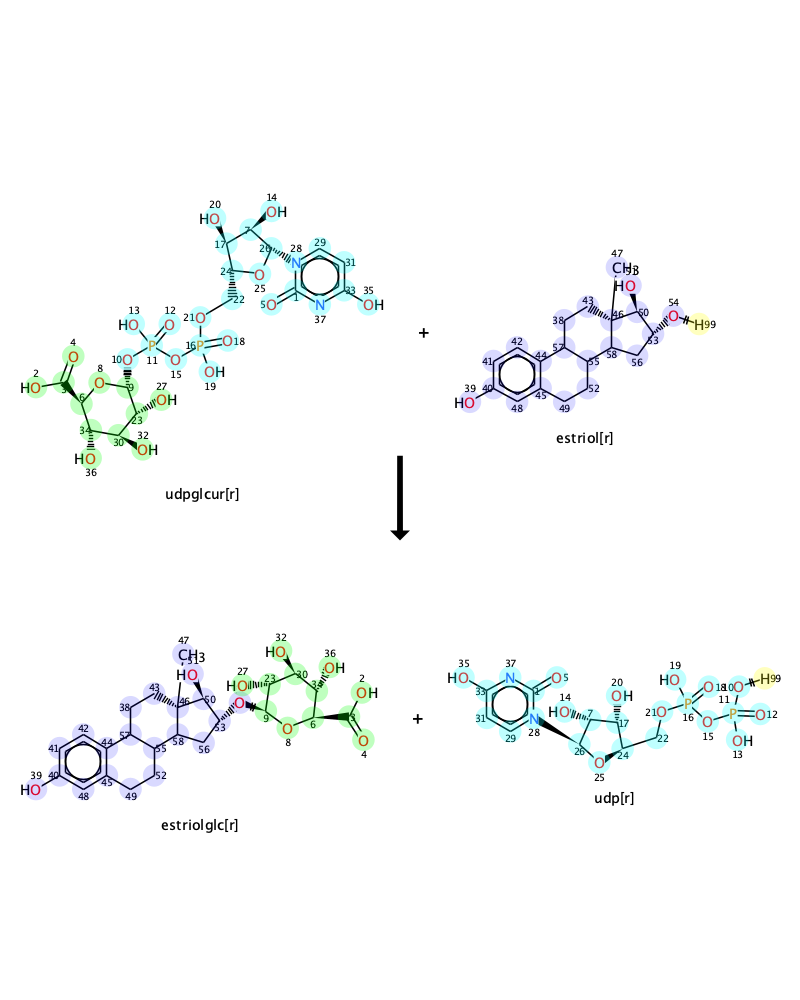 20 14
HO OH
7
17 26 28 29
N 31
24 O 25
13 12 22 5 O 1 N 33 35 OH
37
HO O 21 O
P 16 P O 18
10 O 11 O 15 OH
4 19
O 8
2 HO 3 O 9 27 OH
6 23
34 30 32
HO OH
36
udpglcur[r]
+
47
CH3
HO
43 46 50 54
38 O H 99
42 57 53
41 44 55 58 56
39 40 45 52
HO 48 49
estriol[r]
47
CH3
51
HO
43 46 50
38
42 57 58 53 56
41 44 55
39 40 45 52
HO 48 49
32 36
HO OH
27 HO 23 30 34 2 OH
O 9 O 8 6 3
O 4
estriolglc[r]
+
35 37
HO N O 5
33 1
31 N 28
29
14 20 19
HO OH HO O 18 10 O H 99
7 17 21 O P 16 P 11 O 12
26 24 22 O 15 OH 13
O 25
udp[r]